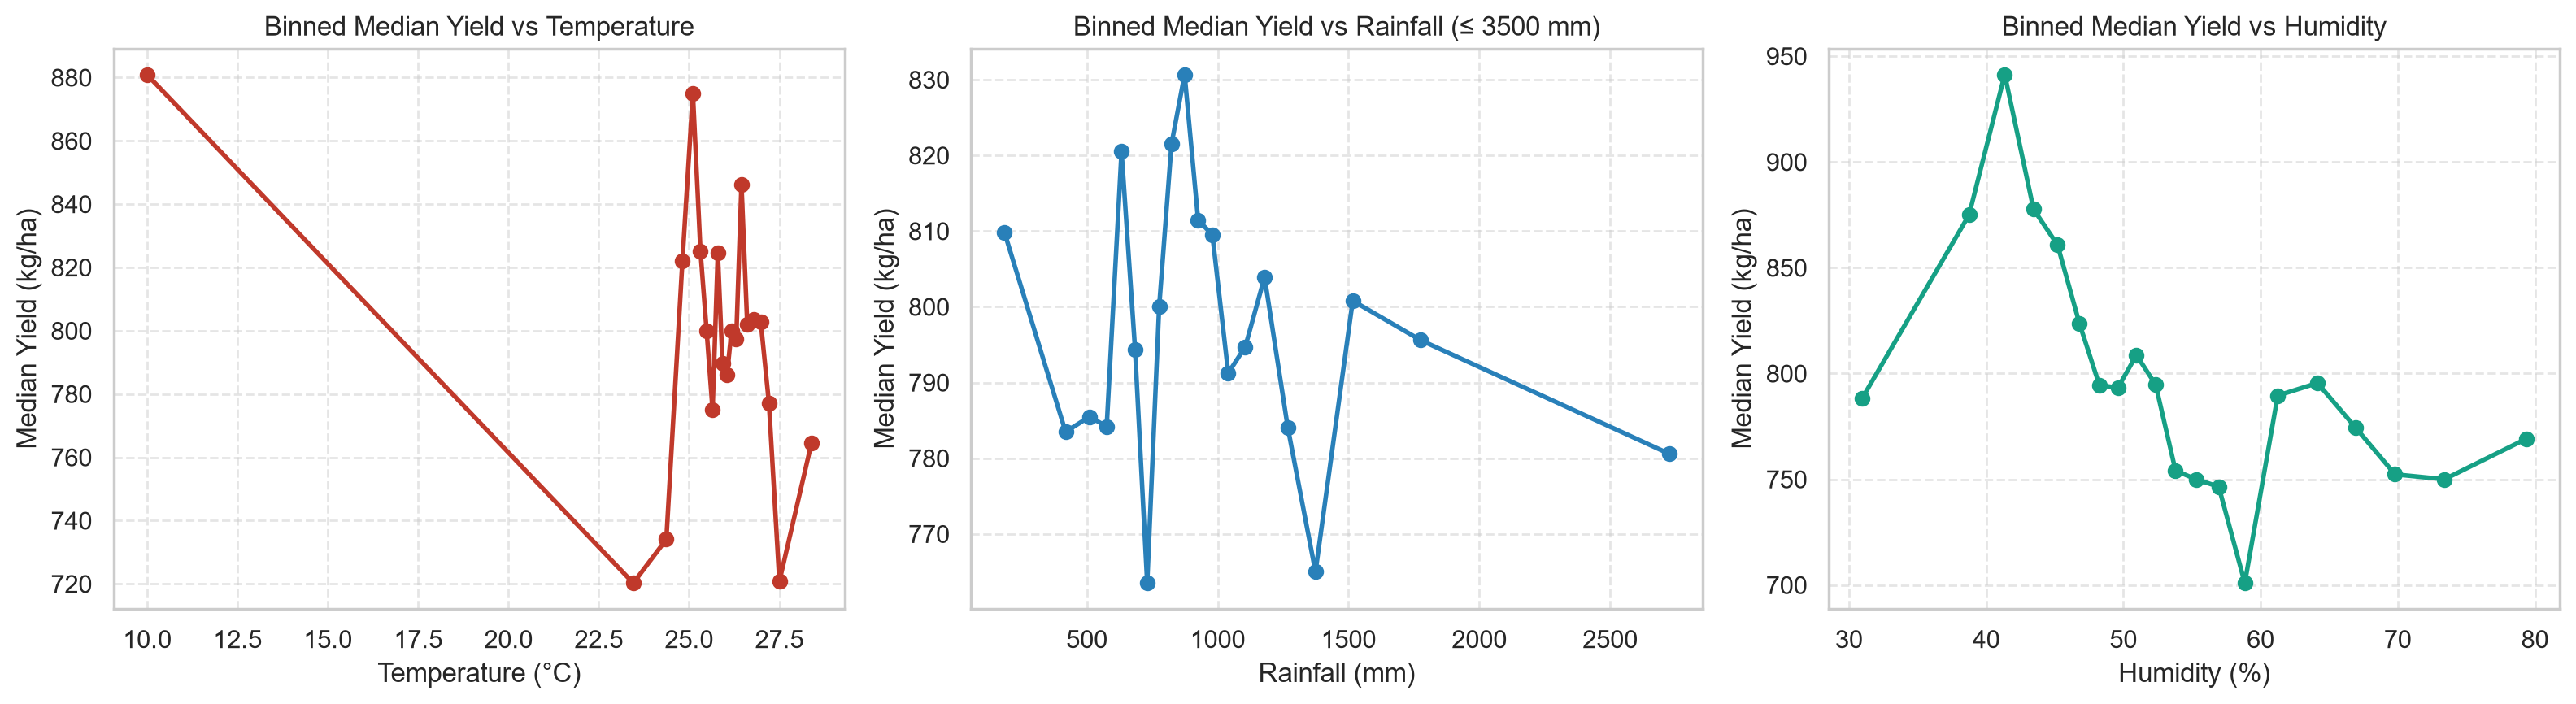 Binned Median Yield vs Temperature
Median Yield (kg/ha)
880
860
840
820
800
780
760
740
720
10.0 12.5 15.0 17.5 20.0 22.5 25.0 27.5
Temperature (°C)
Binned Median Yield vs Rainfall (≤ 3500 mm)
Median Yield (kg/ha)
830
820
810
800
790
780
770
500 1000 1500 2000 2500
Rainfall (mm)
Binned Median Yield vs Humidity
Median Yield (kg/ha)
950
900
850
800
750
700
30 40 50 60 70 80
Humidity (%)